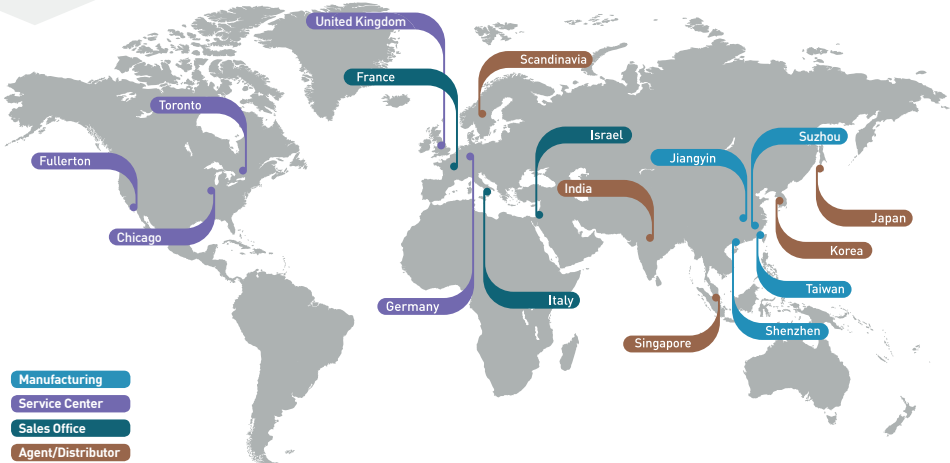 United Kingdom
Scandinavia
France
Toronto
Israel
Suzhou
Jiangyin
Fullerton
India
Japan
Chicago
Korea
Taiwan
Germany
Italy
Shenzhen
Singapore
Manufacturing
Service Center
Sales Office
Agent/Distributor